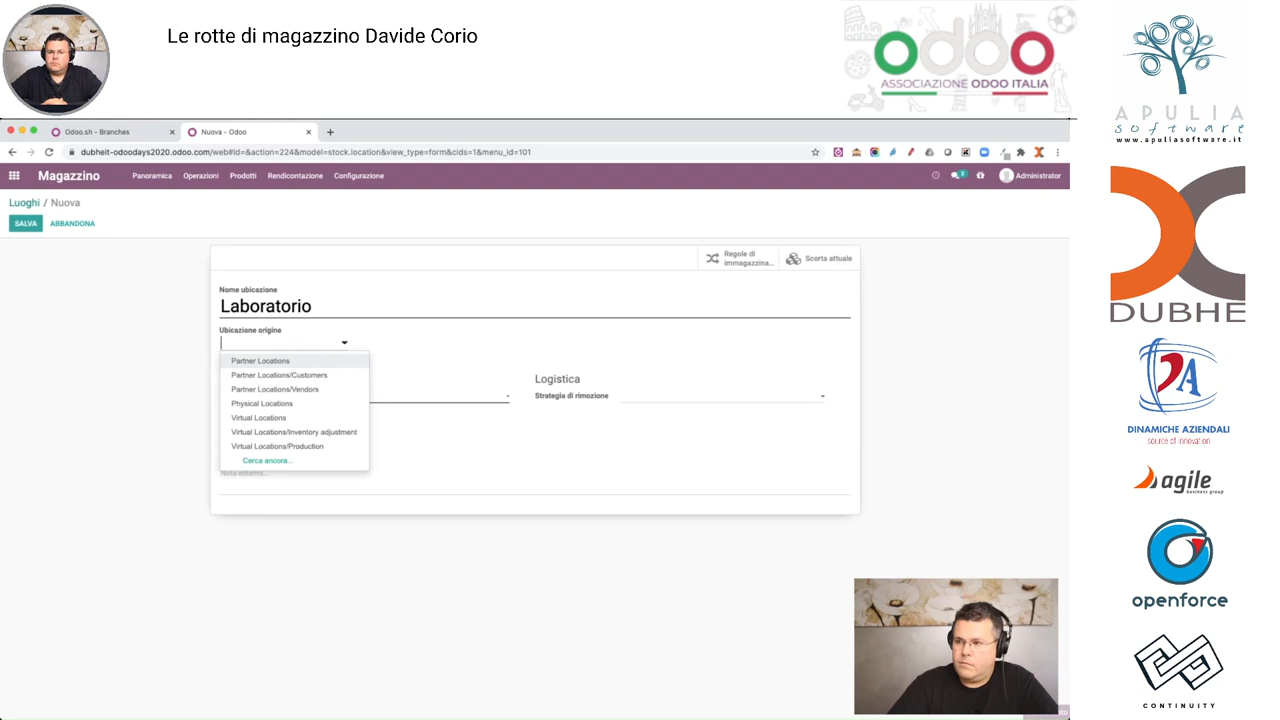 Le rotte di magazzino Davide Corio
odoo
ASSOCIAZIONE ODOO ITALIA
APULIA
software
www.apuliasoftware.it
Odoo.sh - Branches
Nuova - Odoo
dubheit-odoodays2020.odoo.com/web#id=&action=224&model=stock.location&view_type=form&cids=1&menu_id=101
Magazzino
Panoramica
Operazioni
Prodotti
Rendicontazione
Configurazione
Administrator
Luoghi / Nuova
SALVA
ABBANDONA
Regole di
immagazzina...
Scorta attuale
Nome ubicazione
Laboratorio
Ubicazione origine
Partner Locations
Partner Locations/Customers
Partner Locations/Vendors
Physical Locations
Virtual Locations
Virtual Locations/Inventory adjustment
Virtual Locations/Production
Cerca ancora...
Nota esterna...
Logistica
Strategia di rimozione
DUBHE
DINAMICHE AZIENDALI
source of innovation
agile
business group
openforce
CONTINUITY